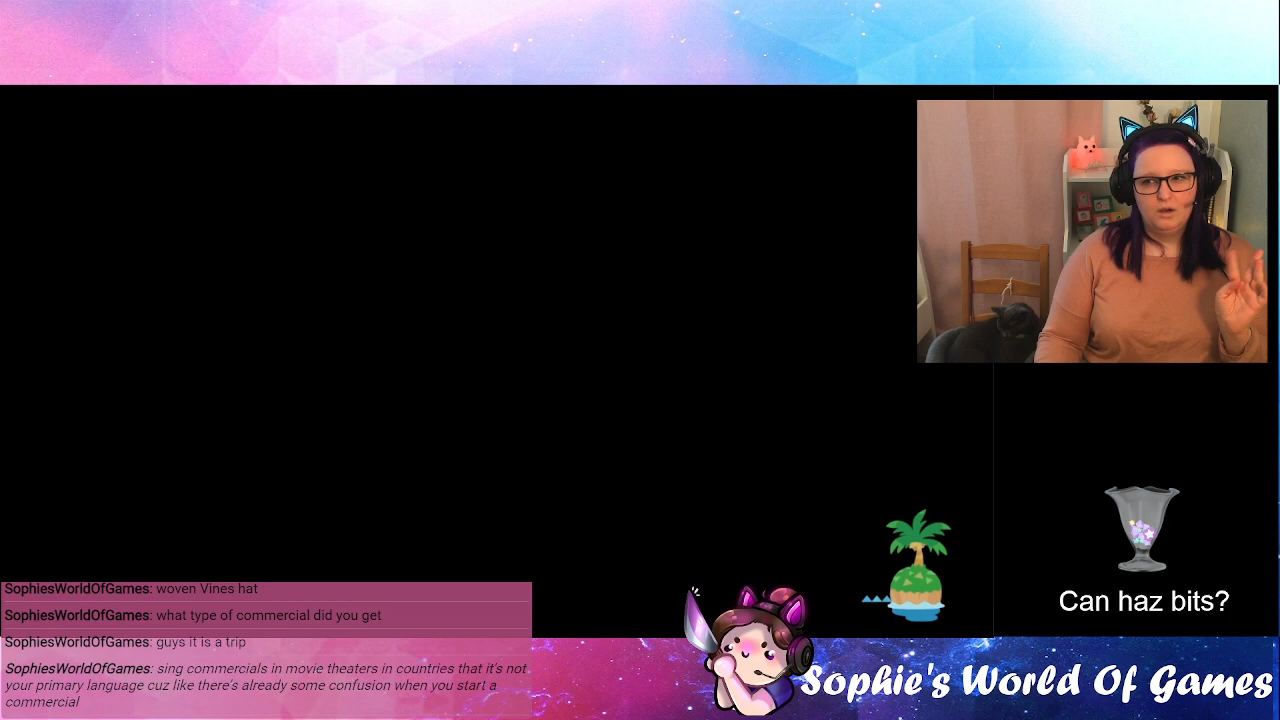 Can haz bits?
SophiesWorldOfGames: woven Vines hat
SophiesWorldOfGames: what type of commercial did you get
SophiesWorldOfGames: guys it is a trip
SophiesWorldOfGames: sing commercials in movie theaters in countries that it's not
your primary language cuz like there's already some confusion when you start a
commercial
Sophie's World Of Games